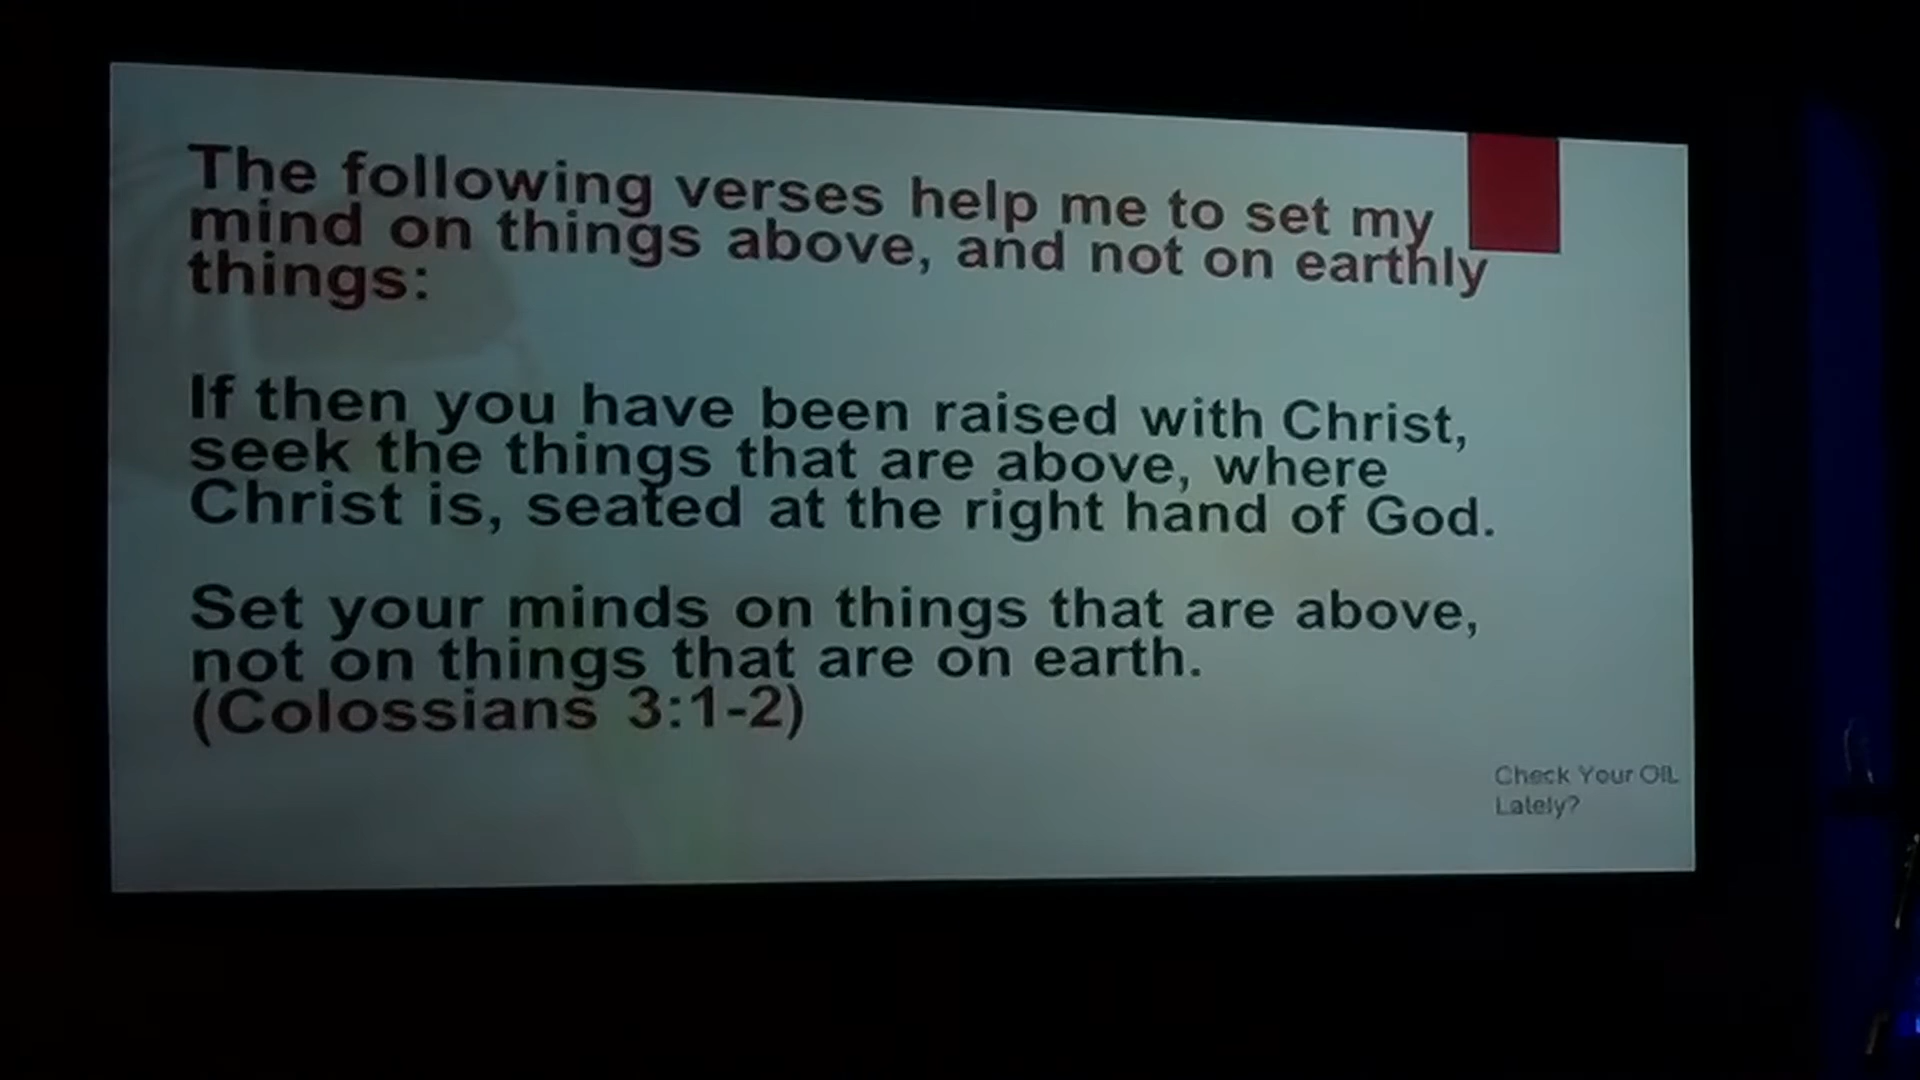 The following verses help me to set my
mind on things above, and not on earthly
things:
If then you have been raised with Christ,
seek the things that are above, where
Christ is, seated at the right hand of God.
Set your minds on things that are above,
not on things that are on earth.
(Colossians 3:1-2)
Check Your OIL
Lately?